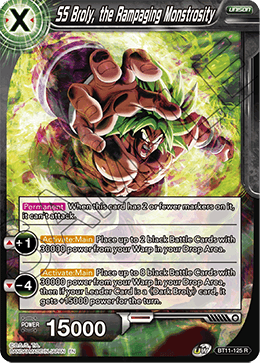 X
SS Broly, the Rampaging Monstrosity
UNISON
Permanent When this card has 2 or fewer markers on it,
it can't attack.
+1 Activate:Main Place up to 2 black Battle Cards with
30000 power from your Warp in your Drop Area.
-4 Activate:Main Place up to 8 black Battle Cards with
30000 power from your Warp in your Drop Area,
then if your Leader Card is a《Dark Broly》card, it
gets +5000 power for the turn.
POWER
15000
BT11-125 R